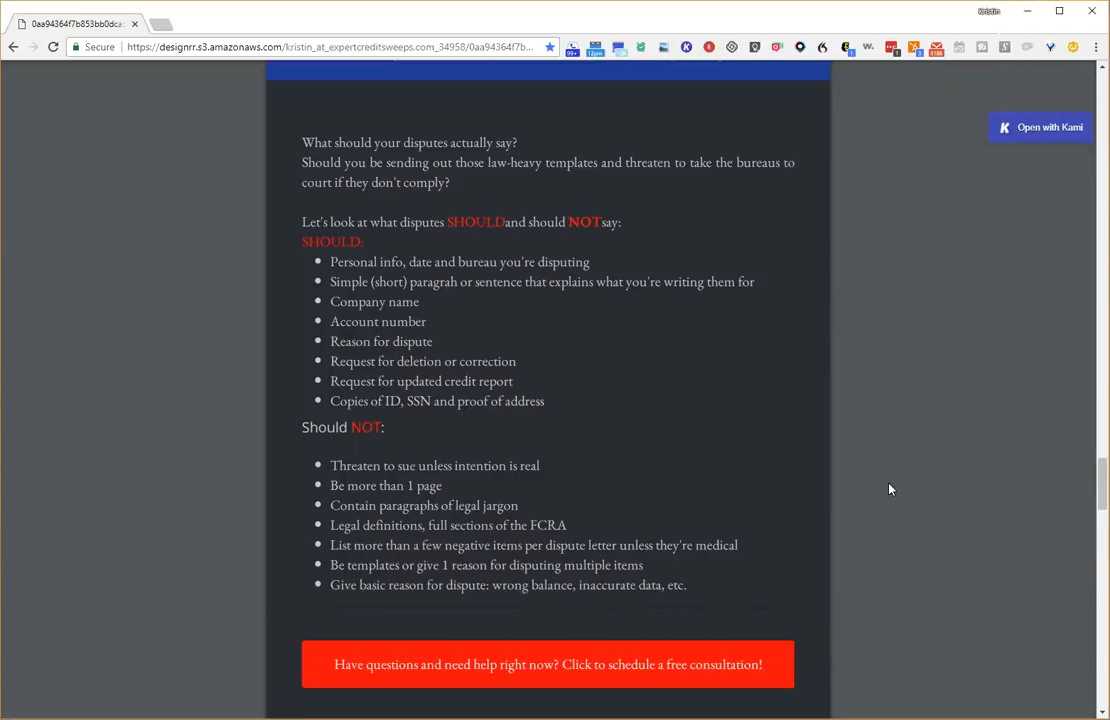 Kristin
0aa94364f7b853bb0dca
Secure https://designrr.s3.amazonaws.com/kristin_at_expertcreditsweeps.com_34958/0aa94364f7b...
99+
12pm
1
1
3
1186
Open with Kami
What should your disputes actually say?
Should you be sending out those law-heavy templates and threaten to take the bureaus to
court if they don't comply?
Let's look at what disputes SHOULDand should NOTsay:
SHOULD:
Personal info, date and bureau you're disputing
Simple (short) paragrah or sentence that explains what you're writing them for
Company name
Account number
Reason for dispute
Request for deletion or correction
Request for updated credit report
Copies of ID, SSN and proof of address
Should NOT:
Threaten to sue unless intention is real
Be more than 1 page
Contain paragraphs of legal jargon
Legal definitions, full sections of the FCRA
List more than a few negative items per dispute letter unless they're medical
Be templates or give 1 reason for disputing multiple items
Give basic reason for dispute: wrong balance, inaccurate data, etc.
Have questions and need help right now? Click to schedule a free consultation!